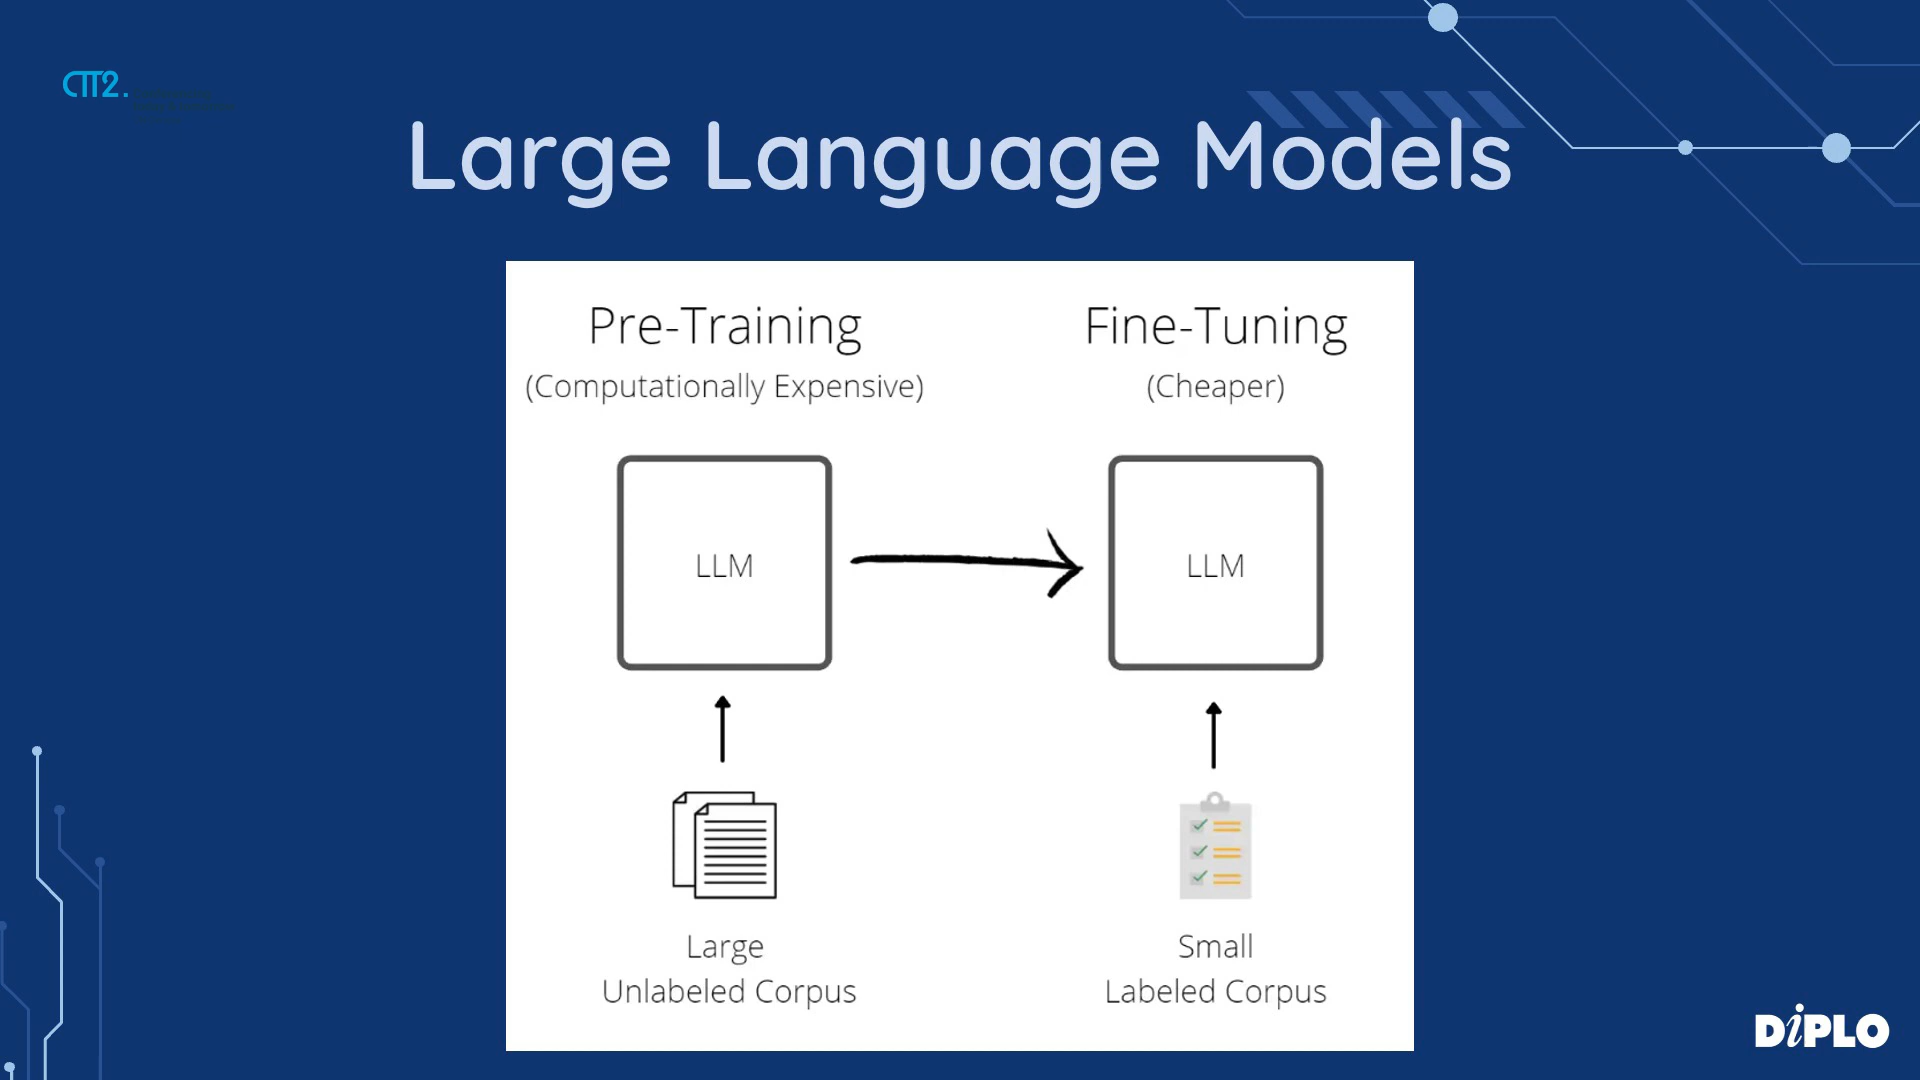 Large Language Models
Pre-Training
(Computationally Expensive)
Fine-Tuning
(Cheaper)
LLM
LLM
Large
Unlabeled Corpus
Small
Labeled Corpus
DiPLO